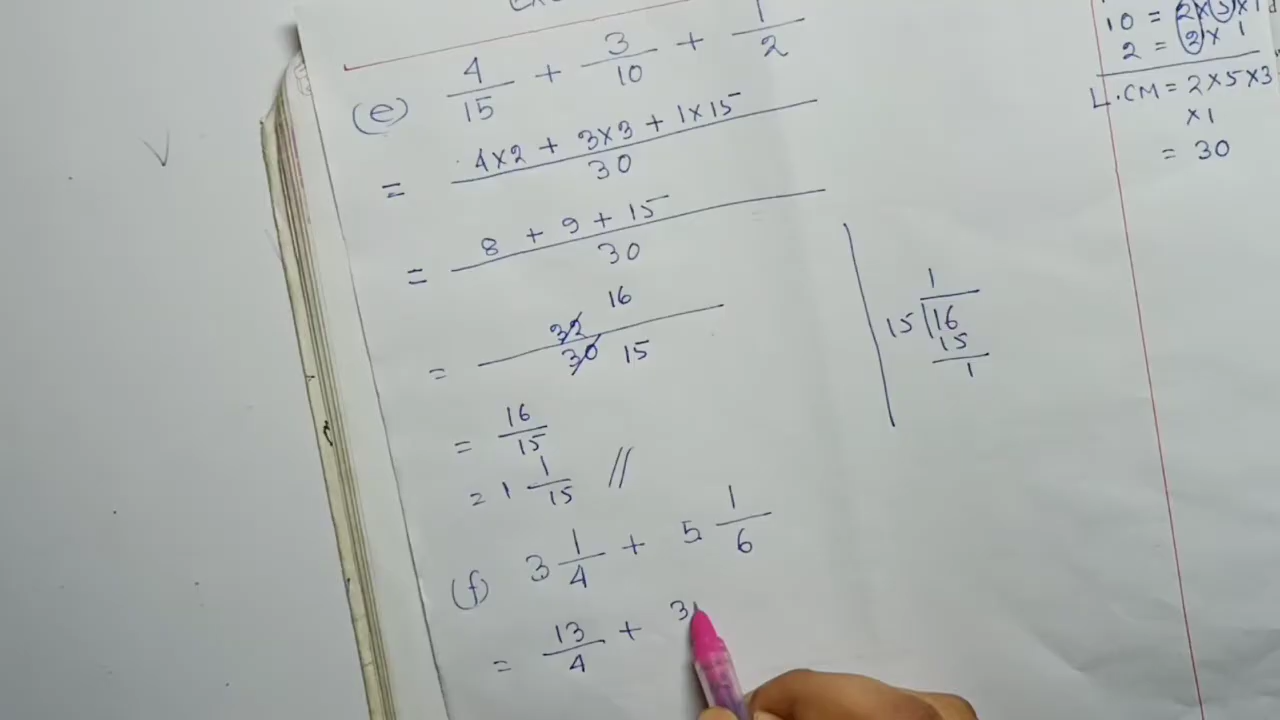 (e) 4/15 + 3/10 + 1/2
= 4×2 + 3×3 + 1×15 / 30
= 8 + 9 + 15 / 30
= 32 16 / 30 15
= 16/15
= 1 1/15 //
(f) 3 1/4 + 5 1/6
= 13/4 + 3
10 = 2×5×1
2 = 2×1
L.CM = 2×5×3
×1
= 30
1
15 16
15
1